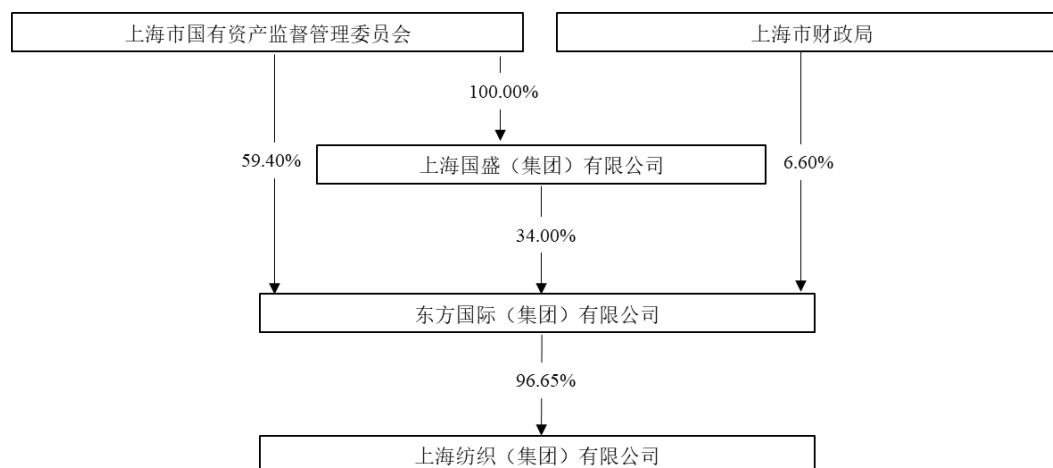 上海市国有资产监督管理委员会
上海市财政局
100.00%
59.40%
上海国盛（集团）有限公司
6.60%
34.00%
东方国际（集团）有限公司
96.65%
上海纺织（集团）有限公司